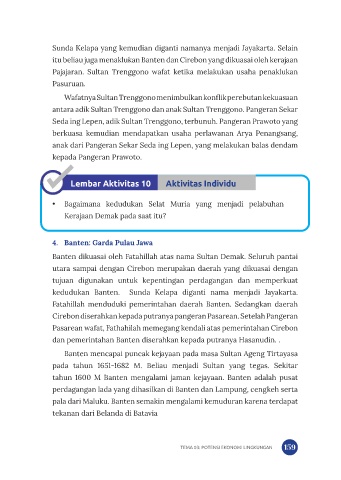 Sunda Kelapa yang kemudian diganti namanya menjadi Jayakarta. Selain
itu beliau juga menaklukan Banten dan Cirebon yang dikuasai oleh kerajaan
Pajajaran. Sultan Trenggono wafat ketika melakukan usaha penaklukan
Pasuruan.
Wafatnya Sultan Trenggono menimbulkan konflik perebutan kekuasaan
antara adik Sultan Trenggono dan anak Sultan Trenggono. Pangeran Sekar
Seda ing Lepen, adik Sultan Trenggono, terbunuh. Pangeran Prawoto yang
berkuasa kemudian mendapatkan usaha perlawanan Arya Penangsang,
anak dari Pangeran Sekar Seda ing Lepen, yang melakukan balas dendam
kepada Pangeran Prawoto.
Lembar Aktivitas 10 Aktivitas Individu
• Bagaimana kedudukan Selat Muria yang menjadi pelabuhan
Kerajaan Demak pada saat itu?
4. Banten: Garda Pulau Jawa
Banten dikuasai oleh Fatahillah atas nama Sultan Demak. Seluruh pantai
utara sampai dengan Cirebon merupakan daerah yang dikuasai dengan
tujuan digunakan untuk kepentingan perdagangan dan memperkuat
kedudukan Banten. Sunda Kelapa diganti nama menjadi Jayakarta.
Fatahillah menduduki pemerintahan daerah Banten. Sedangkan daerah
Cirebon diserahkan kepada putranya pangeran Pasarean. Setelah Pangeran
Pasarean wafat, Fathahilah memegang kendali atas pemerintahan Cirebon
dan pemerintahan Banten diserahkan kepada putranya Hasanudin. .
Banten mencapai puncak kejayaan pada masa Sultan Ageng Tirtayasa
pada tahun 1651-1682 M. Beliau menjadi Sultan yang tegas. Sekitar
tahun 1600 M Banten mengalami jaman kejayaan. Banten adalah pusat
perdagangan lada yang dihasilkan di Banten dan Lampung, cengkeh serta
pala dari Maluku. Banten semakin mengalami kemuduran karena terdapat
tekanan dari Belanda di Batavia
TEMA 03: POTENSI EKONOMI LINGKUNGAN 159